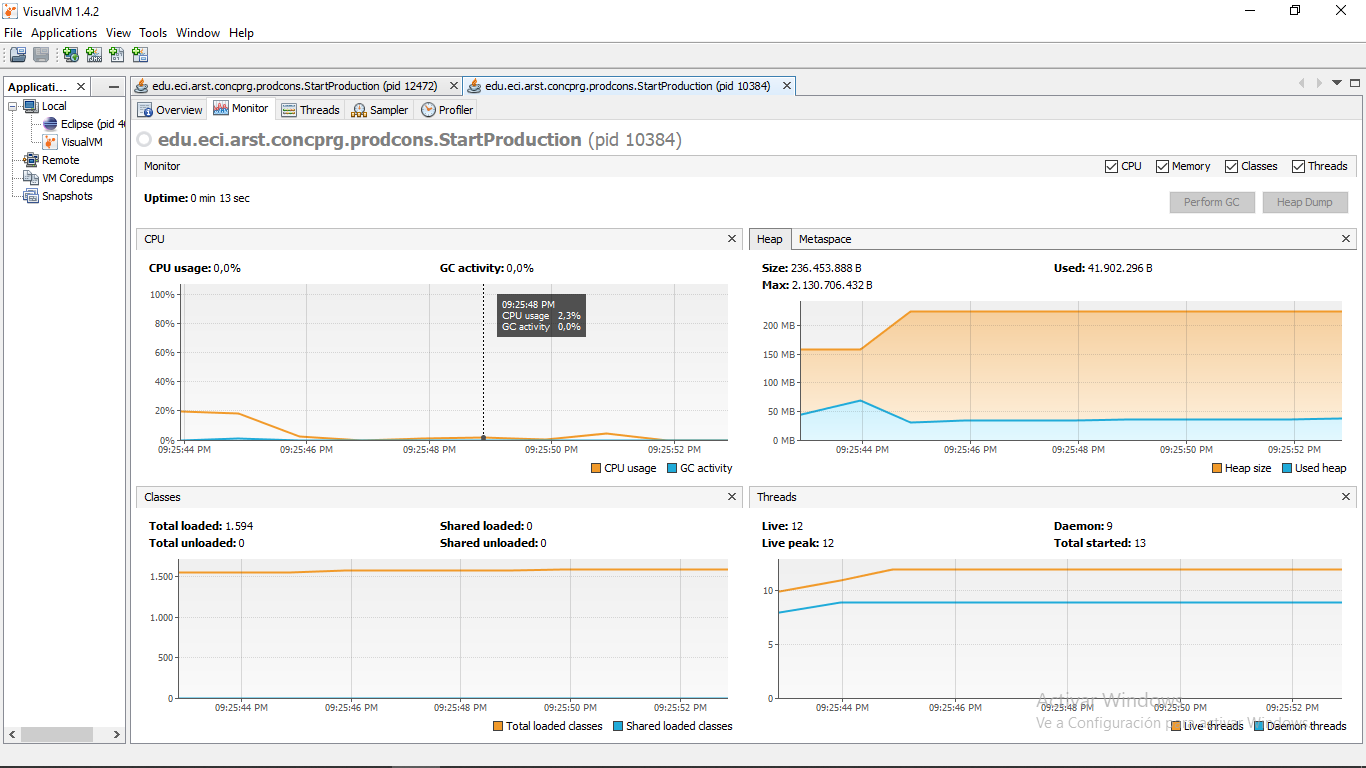 VisualVM 1.4.2
File Applications View Tools Window Help
Applicati...
edu.eci.arst.concprg.prodcons.StartProduction (pid 12472)
edu.eci.arst.concprg.prodcons.StartProduction (pid 10384)
Local
Eclipse (pid 4
VisualVM
Remote
VM Coredumps
Snapshots
Overview Monitor Threads Sampler Profiler
edu.eci.arst.concprg.prodcons.StartProduction (pid 10384)
Monitor
CPU Memory Classes Threads
Uptime: 0 min 13 sec
Perform GC Heap Dump
CPU
CPU usage: 0,0% GC activity: 0,0%
100%
80%
60%
40%
20%
0%
09:25:48 PM
CPU usage 2,3%
GC activity 0,0%
09:25:44 PM 09:25:46 PM 09:25:48 PM 09:25:50 PM 09:25:52 PM
CPU usage GC activity
Heap Metaspace
Size: 236.453.888 B Used: 41.902.296 B
Max: 2.130.706.432 B
200 MB
150 MB
100 MB
50 MB
0 MB
09:25:44 PM 09:25:46 PM 09:25:48 PM 09:25:50 PM 09:25:52 PM
Heap size Used heap
Classes
Total loaded: 1.594 Shared loaded: 0
Total unloaded: 0 Shared unloaded: 0
1.500
1.000
500
0
09:25:44 PM 09:25:46 PM 09:25:48 PM 09:25:50 PM 09:25:52 PM
Total loaded classes Shared loaded classes
Threads
Live: 12 Daemon: 9
Live peak: 12 Total started: 13
10
5
0
09:25:44 PM 09:25:46 PM 09:25:48 PM 09:25:50 PM 09:25:52 PM
Live threads Daemon threads
Activar Windows
Ve a Configuración para activar Windows.